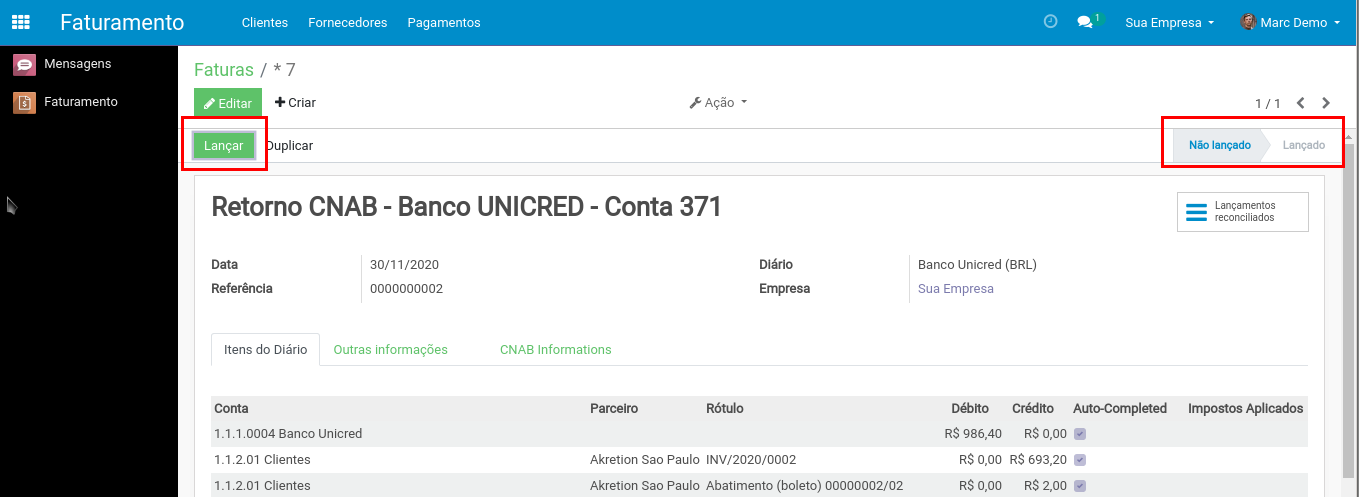 Faturamento Clientes Fornecedores Pagamentos 1 Sua Empresa Marc Demo
Mensagens
Faturamento
Faturas / * 7
Editar Criar Ação 1 / 1
Lançar Duplicar Não lançado Lançado
Retorno CNAB - Banco UNICRED - Conta 371
Lançamentos
reconciliados
Data 30/11/2020 Diário Banco Unicred (BRL)
Referência 0000000002 Empresa Sua Empresa
Itens do Diário Outras informações CNAB Informations
Conta Parceiro Rótulo Débito Crédito Auto-Completed Impostos Aplicados
1.1.1.0004 Banco Unicred R$ 986,40 R$ 0,00
1.1.2.01 Clientes Akretion Sao Paulo INV/2020/0002 R$ 0,00 R$ 693,20
1.1.2.01 Clientes Akretion Sao Paulo Abatimento (boleto) 00000002/02 R$ 0,00 R$ 2,00